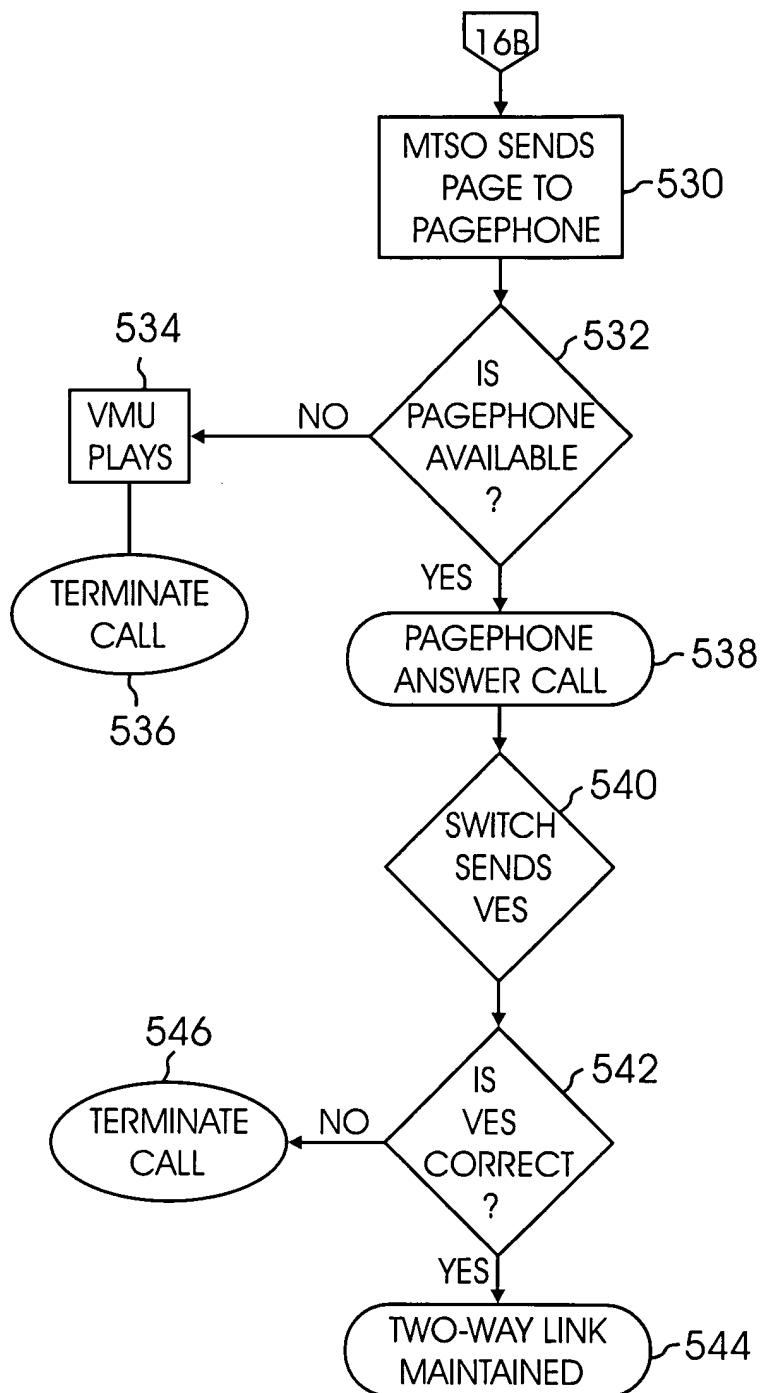 16B
MTSO SENDS
PAGE TO
PAGEPHONE
530
532
IS
PAGEPHONE
AVAILABLE
?
NO
534
VMU
PLAYS
TERMINATE
CALL
536
YES
PAGEPHONE
ANSWER CALL
538
540
SWITCH
SENDS
VES
542
IS
VES
CORRECT
?
NO
546
TERMINATE
CALL
YES
TWO-WAY LINK
MAINTAINED
544